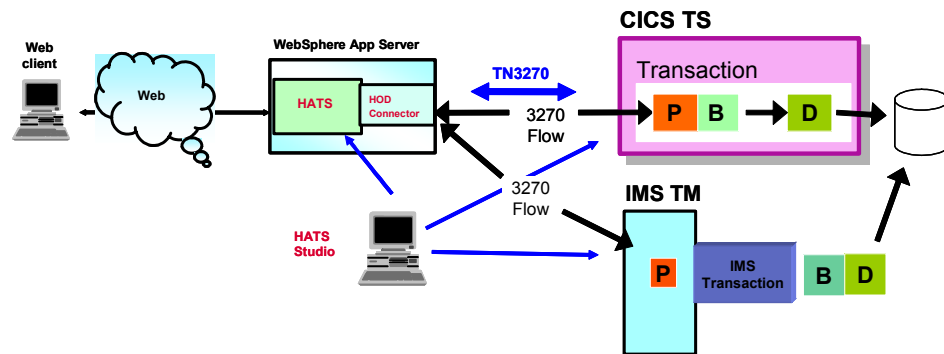 CICS TS
WebSphere App Server
Web
client
Web
HATS
HOD
Connector
TN3270
3270
Flow
Transaction
P
B
D
3270
Flow
IMS TM
HATS
Studio
P
IMS
Transaction
B
D